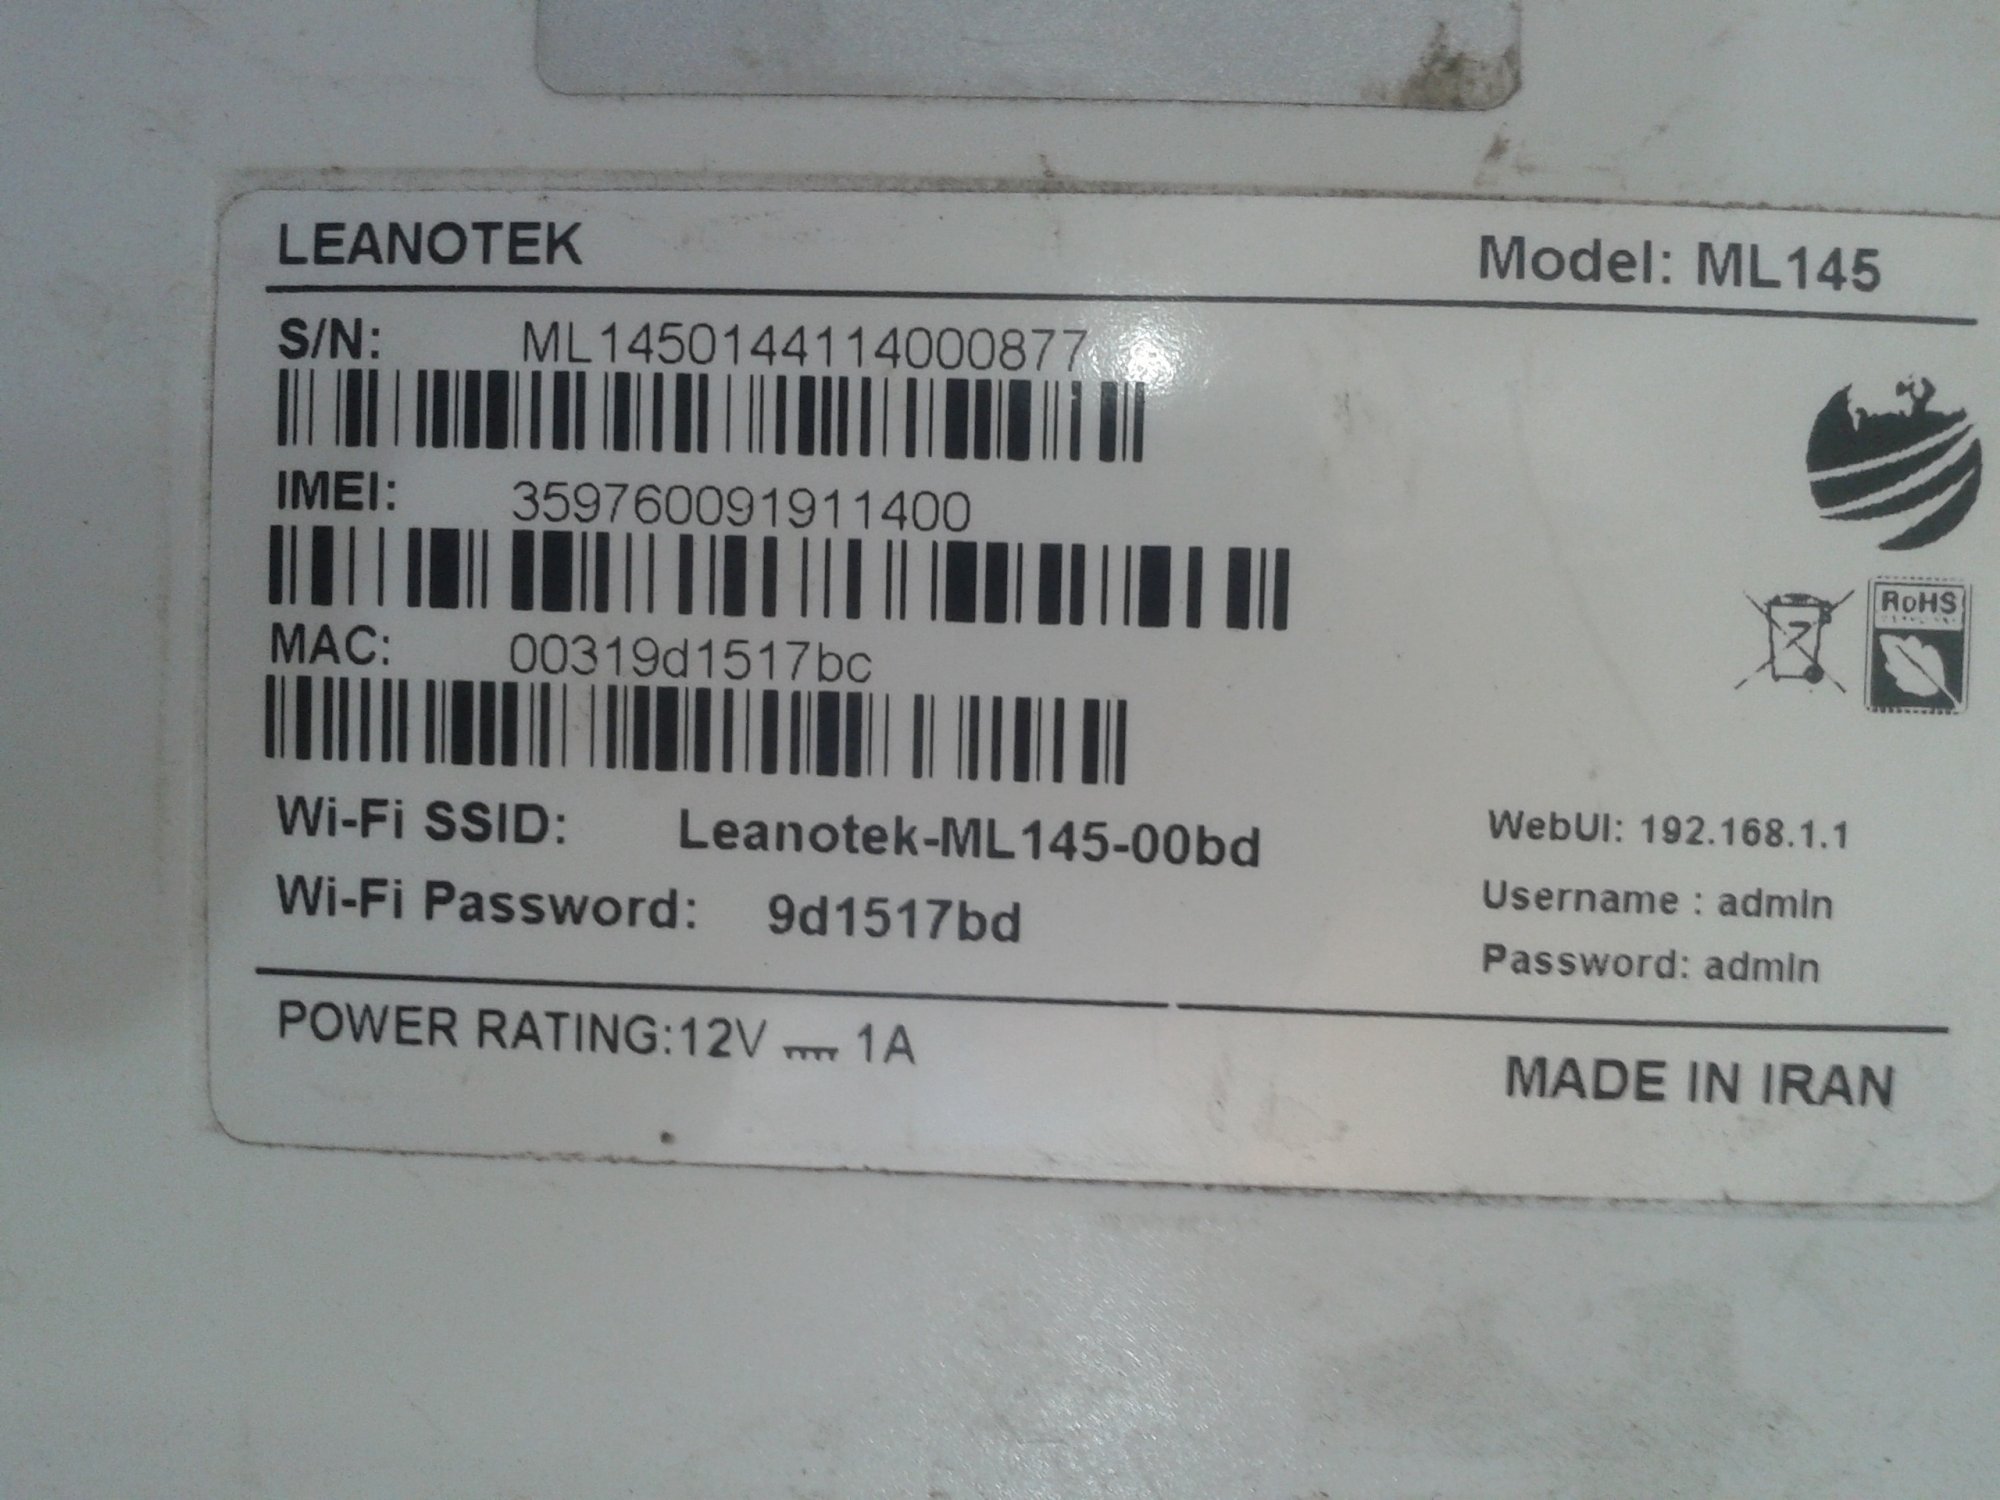 LEANOTEK Model: ML145
S/N: ML1450144114000877
IMEI: 359760091911400
MAC: 00319d1517bc
RoHS
Wi-Fi SSID: Leanotek-ML145-00bd
WebUI: 192.168.1.1
Wi-Fi Password: 9d1517bd
Username : admin
Password: admin
POWER RATING:12V ⎓ 1A
MADE IN IRAN